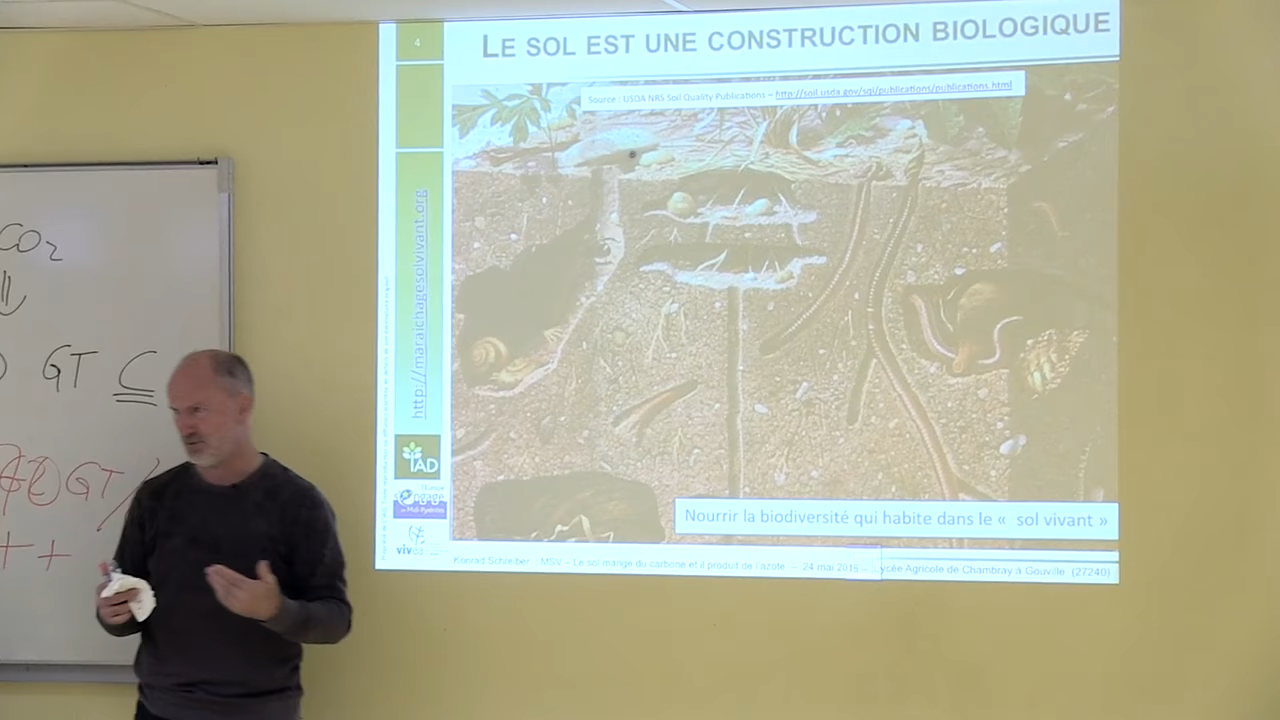 4
LE SOL EST UNE CONSTRUCTION BIOLOGIQUE
Source : USDA NRS Soil Quality Publications – http://soil.usda.gov/sqi/publications/publications.html
http://maraichagesolvivant.org
CO2
GT C
GT/
++
IAD
Nourrir la biodiversité qui habite dans le « sol vivant »
Konrad Schreiber : MSV – Le sol mange du carbone et il produit de l'azote – 24 mai 2015 – Lycée Agricole de Chambray à Gouville (27240)